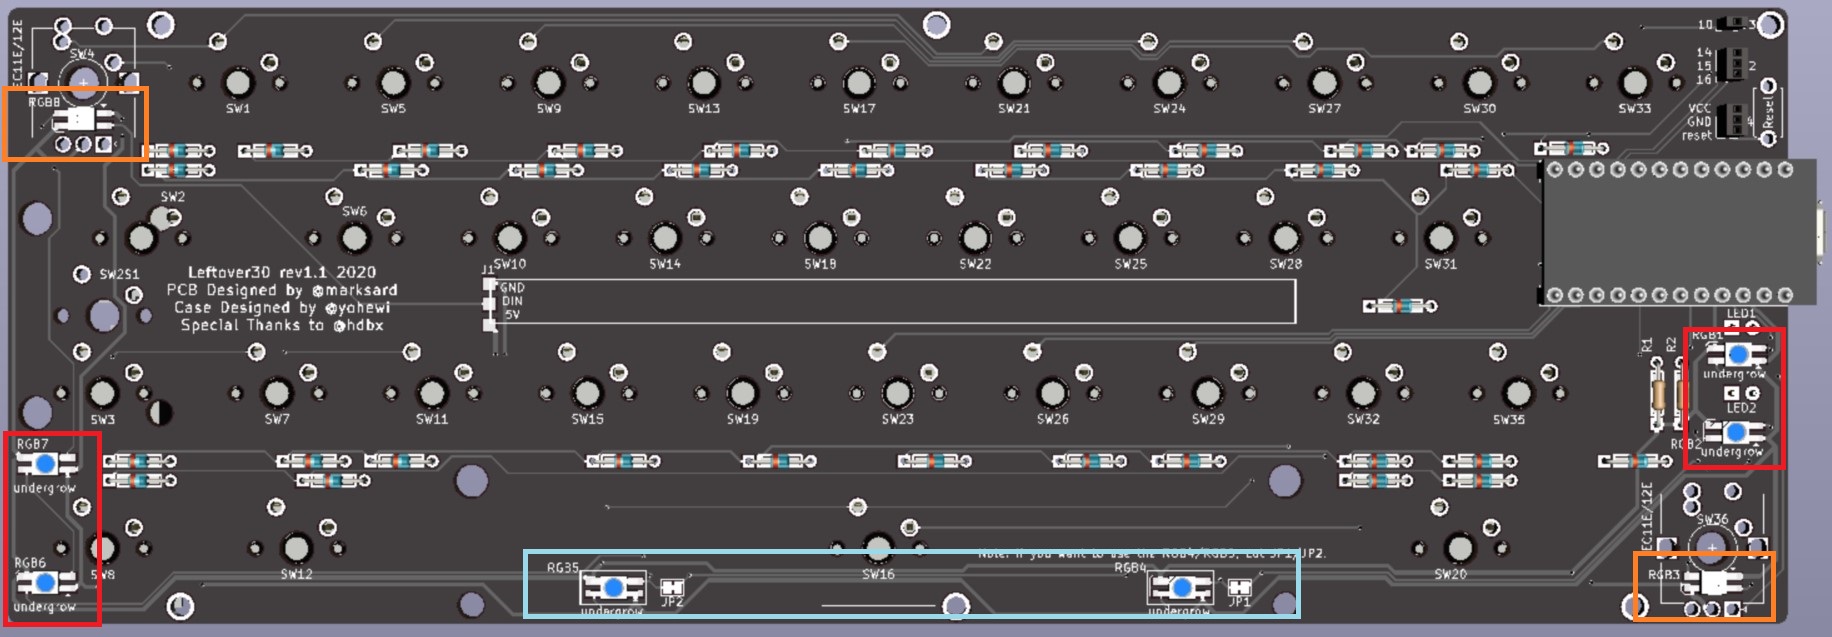 EC11E/12E
SW4
RGB8
SW1
SW5
SW9
SW13
SW17
SW21
SW24
SW27
SW30
SW33
10
3
14
15
16
2
VCC
GND
reset
4
Reset
SW2
SW6
SW10
SW14
SW18
SW22
SW25
SW28
SW31
SW2S1
Leftover30 rev1.1 2020
PCB Designed by @marksard
Case Designed by @yohewi
Special Thanks to @hdbx
J1
GND
DIN
5V
LED1
RGB1
undergrow
R1
R2
LED2
RGB2
undergrow
SW3
SW7
SW11
SW15
SW19
SW23
SW26
SW29
SW32
SW35
RGB7
undergrow
RGB6
undergrow
SW8
SW12
SW16
SW20
Note: if you want to use the RGB4/RGB5, Cut JP1/JP2.
RGB5
undergrow
JP2
RGB4
undergrow
JP1
EC11E/12E
SW36
RGB3